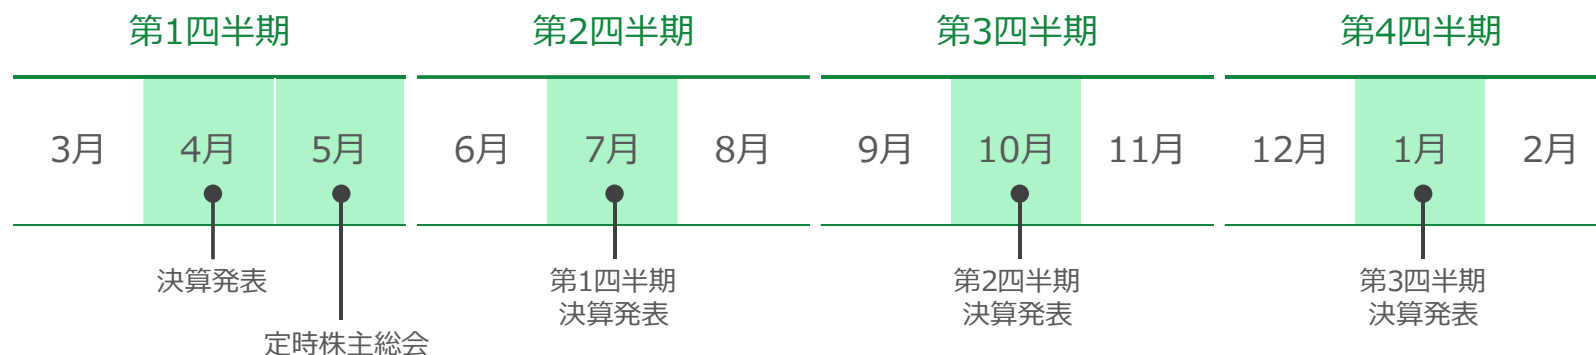 第1四半期
第2四半期
第3四半期
第4四半期
3月
4月
5月
6月
7月
8月
9月
10月
11月
12月
1月
2月
決算発表
定時株主総会
第1四半期
決算発表
第2四半期
決算発表
第3四半期
決算発表